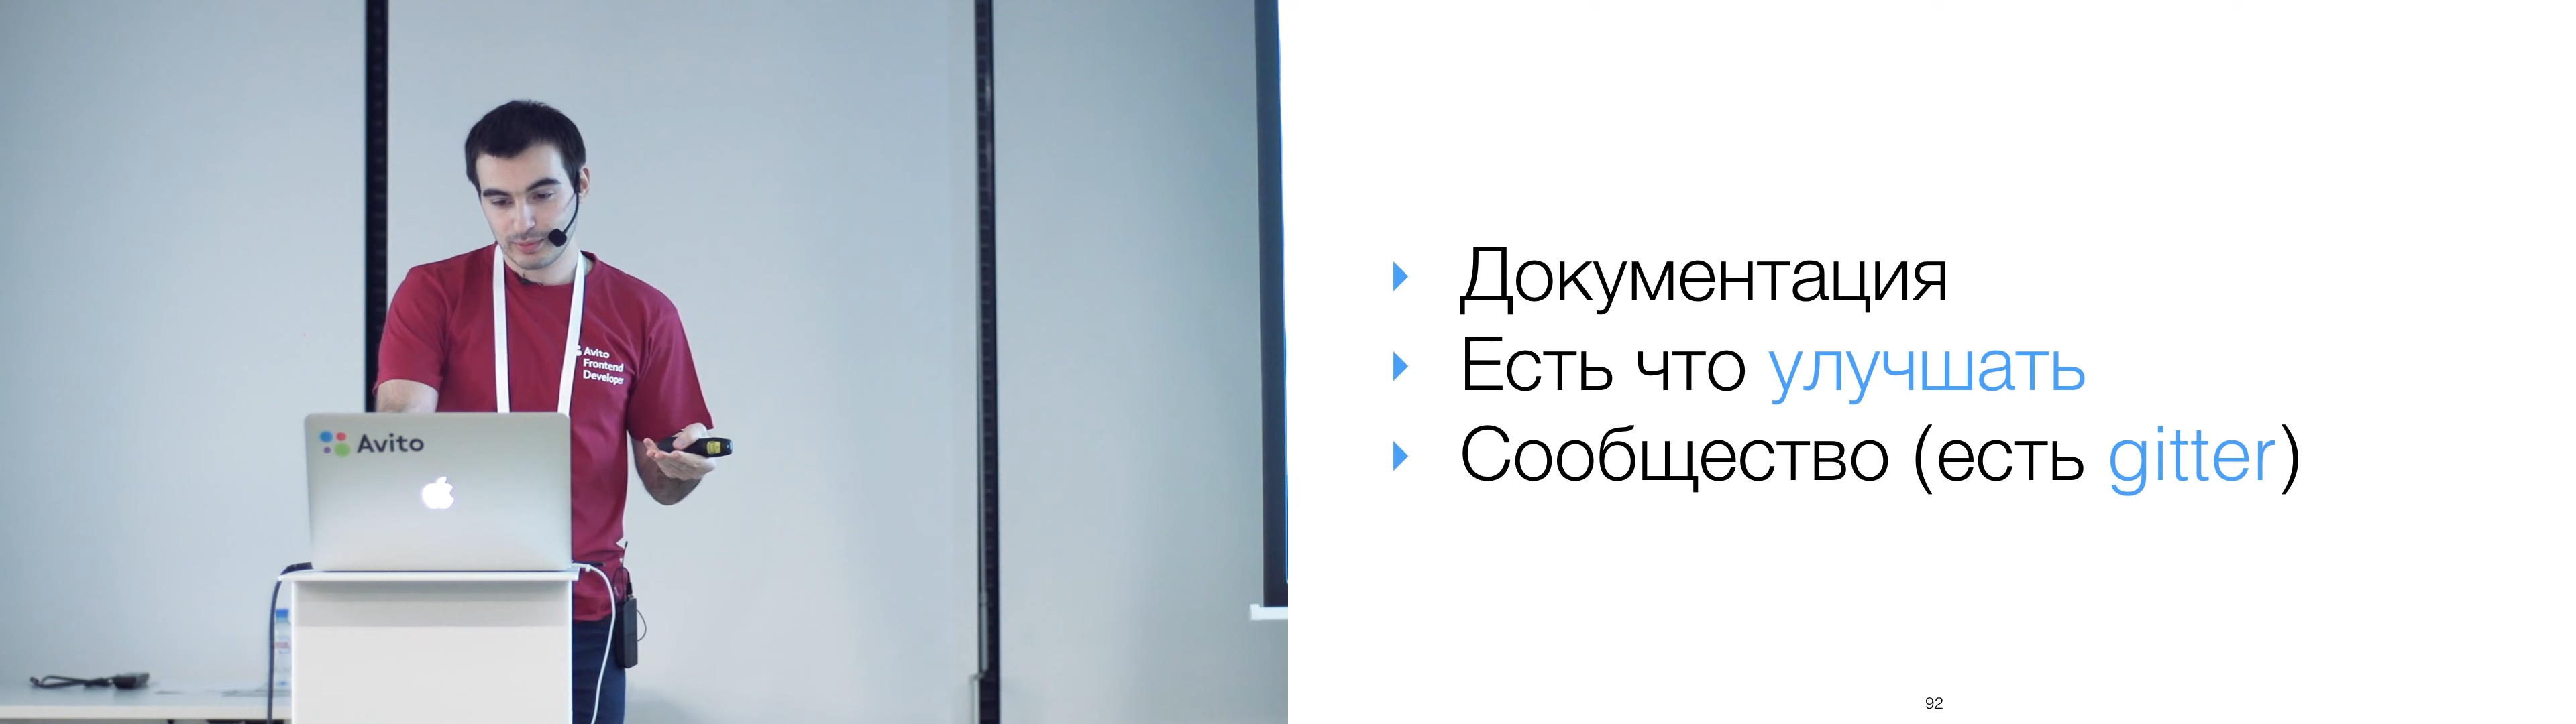 Avito
Frontend
Developer
Avito
Документация
Есть что улучшать
Сообщество (есть gitter)
92